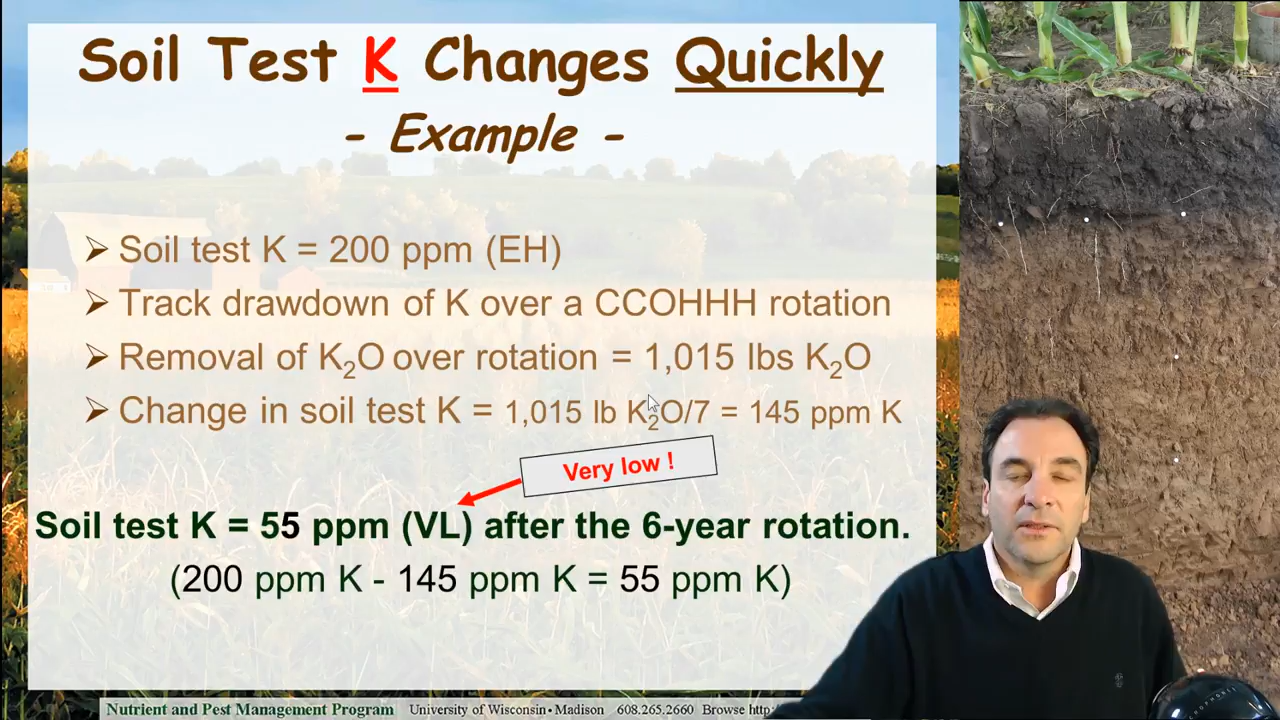 Soil Test K Changes Quickly
- Example -
➢ Soil test K = 200 ppm (EH)
➢ Track drawdown of K over a CCOHHH rotation
➢ Removal of K₂O over rotation = 1,015 lbs K₂O
➢ Change in soil test K = 1,015 lb K₂O/7 = 145 ppm K
Very low !
Soil test K = 55 ppm (VL) after the 6-year rotation.
(200 ppm K - 145 ppm K = 55 ppm K)
Nutrient and Pest Management Program University of Wisconsin•Madison 608.265.2660 Browse http:/